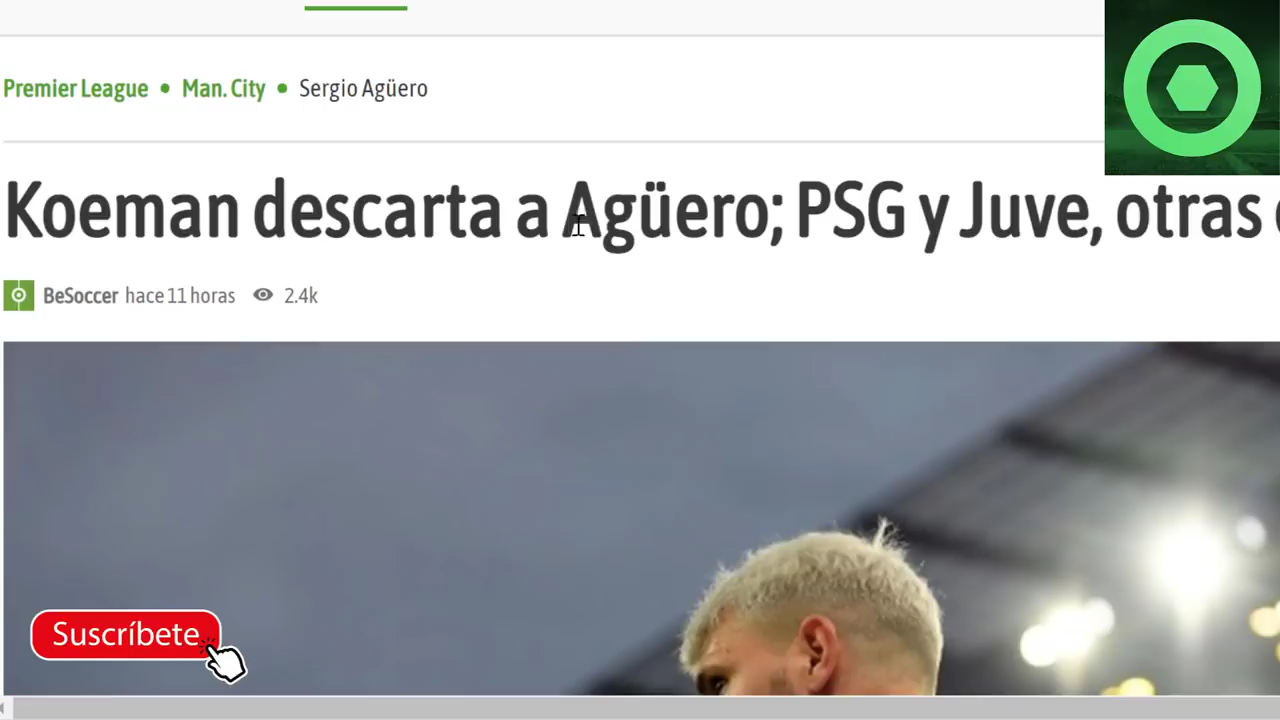 Premier League • Man. City • Sergio Agüero
Koeman descarta a Agüero; PSG y Juve, otras
BeSoccer hace 11 horas 2.4k
Suscríbete